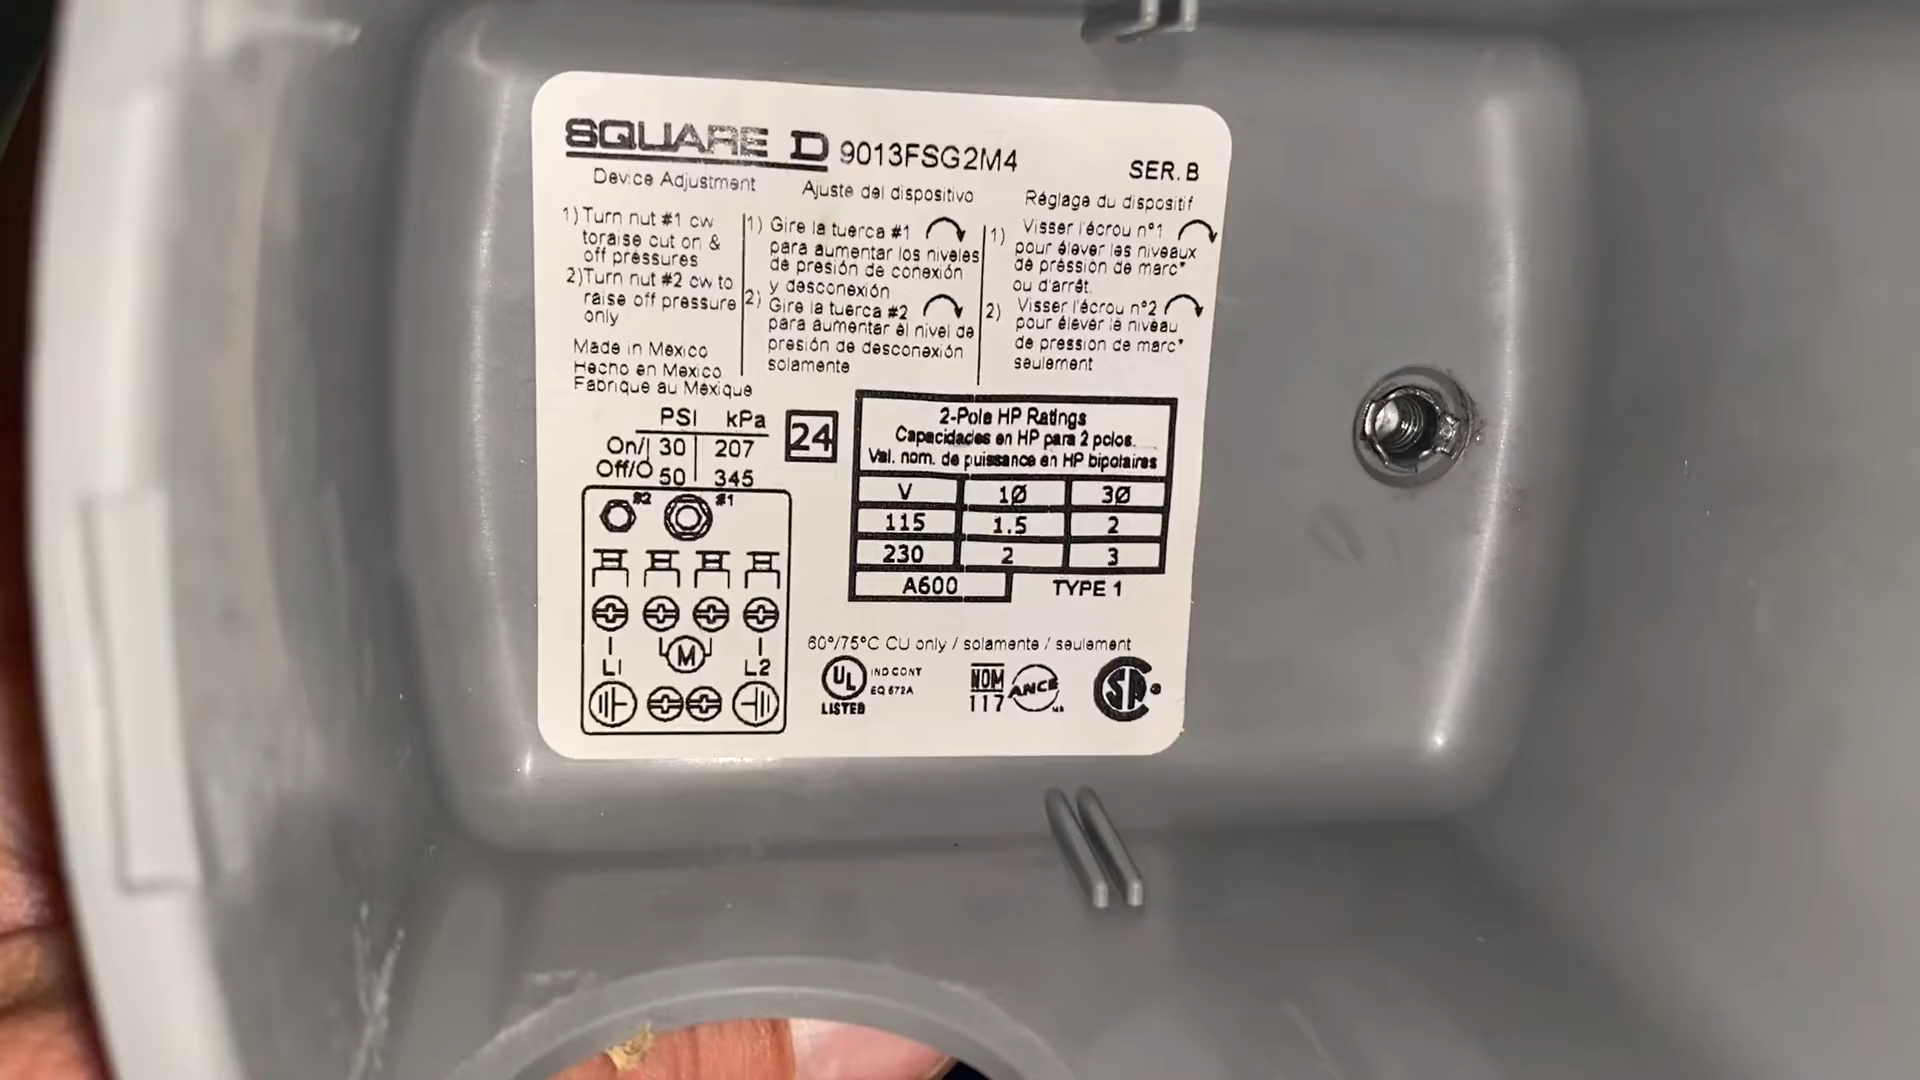 SQUARE D 9013FSG2M4 SER. B
Device Adjustment
1) Turn nut #1 cw
toraise cut on &
off pressures
2) Turn nut #2 cw to
raise off pressure
only
Made in Mexico
Hecho en Mexico
Fabrique au Mexique
Ajuste del dispositivo
1) Gire la tuerca #1
para aumentar los niveles
de presión de conexión
y desconexión
2) Gire la tuerca #2
para aumentar el nivel de
presión de desconexión
solamente
Réglage du dispositif
1) Visser l'écrou nº1
pour élever les niveaux
de préssion de marc*
ou d'arrêt.
2) Visser l'écrou nº2
pour élever le niveau
de pression de marc*
seulement
PSI kPa
On/I 30 207
Off/O 50 345
24
#2 #1
M
L1 L2
2-Pole HP Ratings
Capacidades en HP para 2 polos.
Val. nom. de puissance en HP bipolaires
V 1Ø 3Ø
115 1.5 2
230 2 3
A600 TYPE 1
60°/75°C CU only / solamente / seulement
UL LISTED
IND CONT
EQ 672A
NOM
117
ANCE
SA